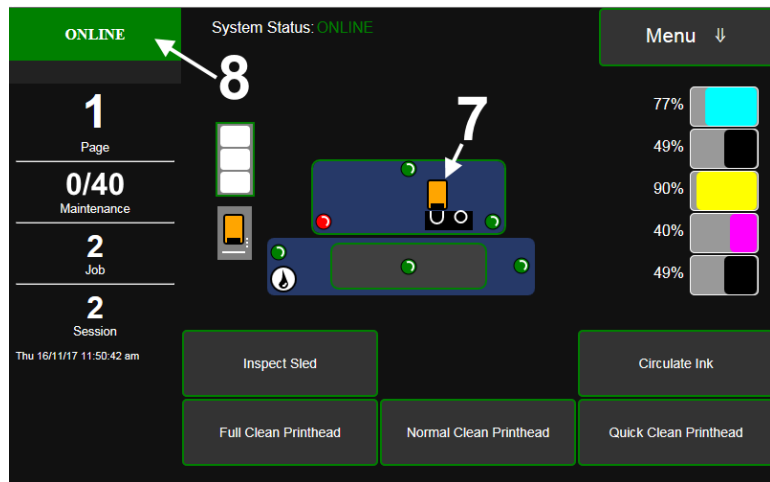 ONLINE
System Status: ONLINE
Menu ⇓
8
1
Page
0/40
Maintenance
2
Job
2
Session
Thu 16/11/17 11:50:42 am
7
77%
49%
90%
40%
49%
Inspect Sled
Circulate Ink
Full Clean Printhead
Normal Clean Printhead
Quick Clean Printhead